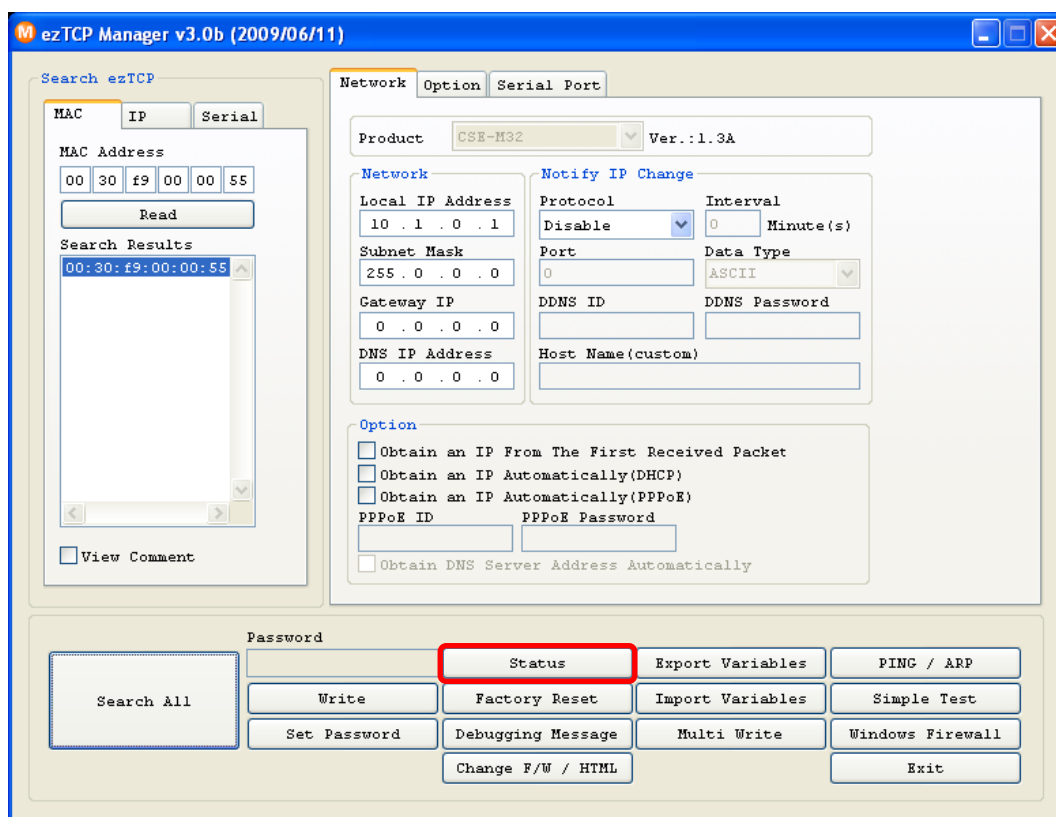 M ezTCP Manager v3.0b (2009/06/11)
Search ezTCP
MAC IP Serial
MAC Address
00 30 f9 00 00 55
Read
Search Results
00:30:f9:00:00:55
View Comment
Network Option Serial Port
Product CSE-M32 Ver.:1.3A
Network
Local IP Address
10 . 1 . 0 . 1
Subnet Mask
255 . 0 . 0 . 0
Gateway IP
0 . 0 . 0 . 0
DNS IP Address
0 . 0 . 0 . 0
Notify IP Change
Protocol Interval
Disable 0 Minute(s)
Port Data Type
0 ASCII
DDNS ID DDNS Password
Host Name(custom)
Option
Obtain an IP From The First Received Packet
Obtain an IP Automatically(DHCP)
Obtain an IP Automatically(PPPoE)
PPPoE ID PPPoE Password
Obtain DNS Server Address Automatically
Password
Search All
Status Export Variables PING / ARP
Write Factory Reset Import Variables Simple Test
Set Password Debugging Message Multi Write Windows Firewall
Change F/W / HTML Exit